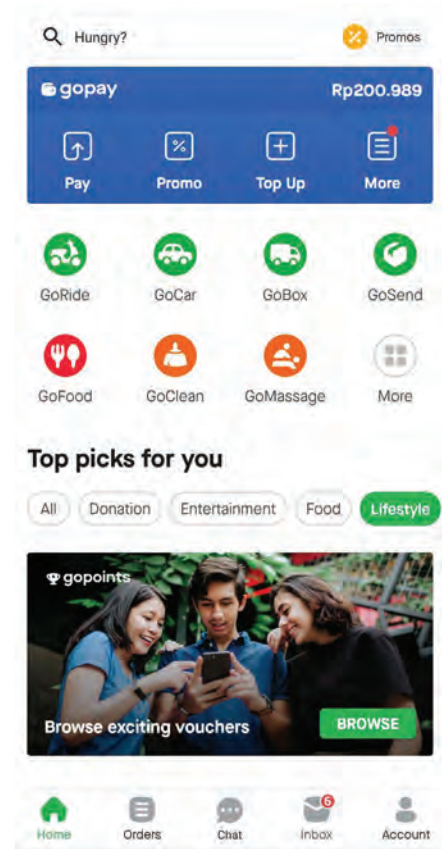 Hungry? Promos
gopay Rp200.989
Pay Promo Top Up More
GoRide GoCar GoBox GoSend
GoFood GoClean GoMassage More
Top picks for you
All Donation Entertainment Food Lifestyle
gopoints
Browse exciting vouchers BROWSE
6
Home Orders Chat Inbox Account